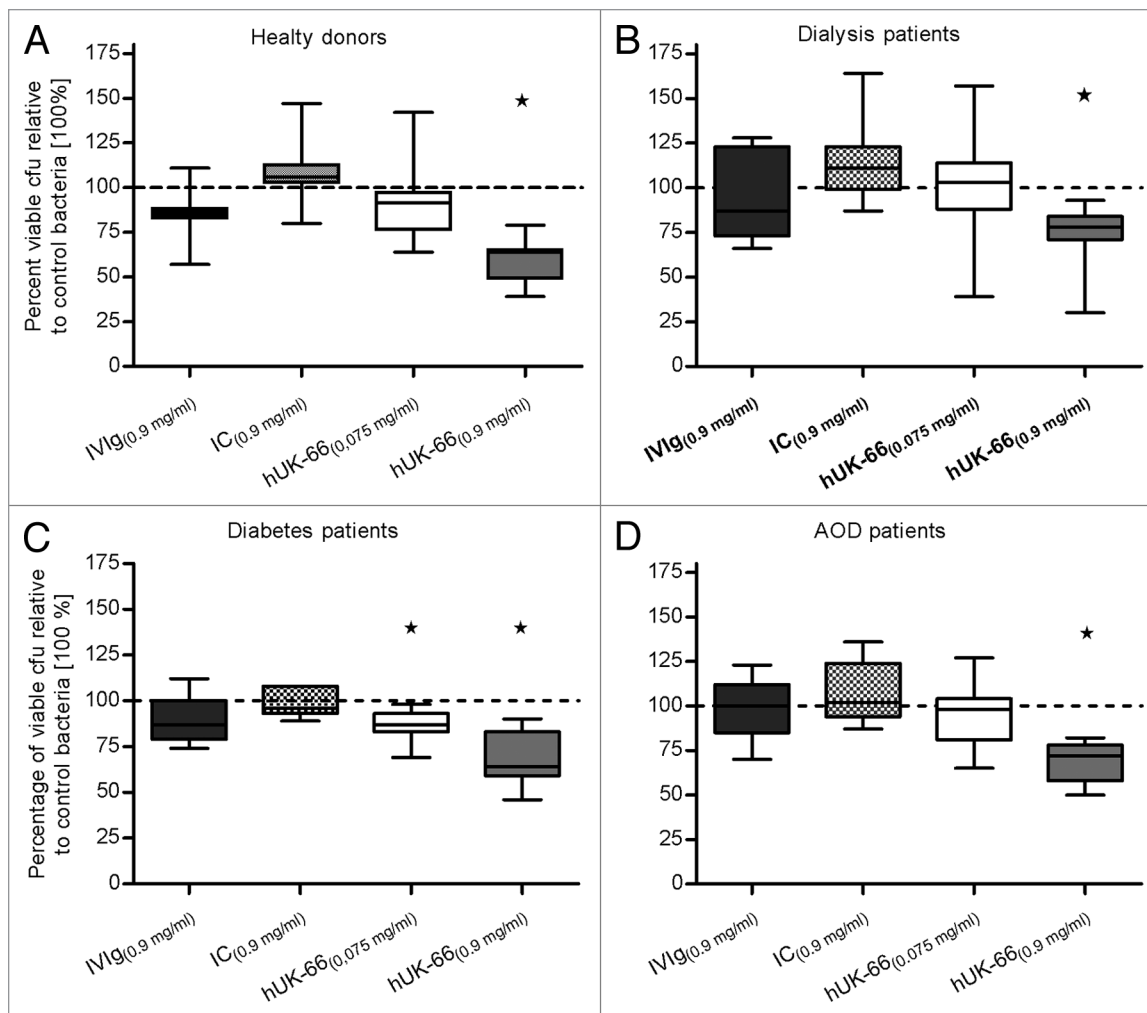 A
Healty donors
Percent viable cfu relative
to control bacteria [100%]
175
150
125
100
75
50
25
0
IVIg(0.9 mg/ml)
IC(0.9 mg/ml)
hUK-66(0,075 mg/ml)
hUK-66(0.9 mg/ml)
B
Dialysis patients
175
150
125
100
75
50
25
0
IVIg(0.9 mg/ml)
IC(0.9 mg/ml)
hUK-66(0.075 mg/ml)
hUK-66(0.9 mg/ml)
C
Diabetes patients
Percentage of viable cfu relative
to control bacteria [100 %]
175
150
125
100
75
50
25
0
IVIg(0.9 mg/ml)
IC(0.9 mg/ml)
hUK-66(0,075 mg/ml)
hUK-66(0.9 mg/ml)
D
AOD patients
175
150
125
100
75
50
25
0
IVIg(0.9 mg/ml)
IC(0.9 mg/ml)
hUK-66(0.075 mg/ml)
hUK-66(0.9 mg/ml)